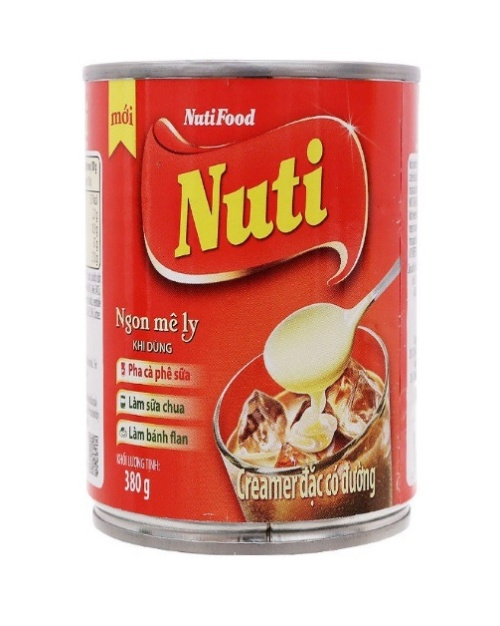 mới
NutiFood
Nuti
Ngon mê ly
KHI DÙNG
Pha cà phê sữa
Làm sữa chua
Làm bánh flan
KHỐI LƯỢNG TỊNH:
380 g
Creamer đặc có đường